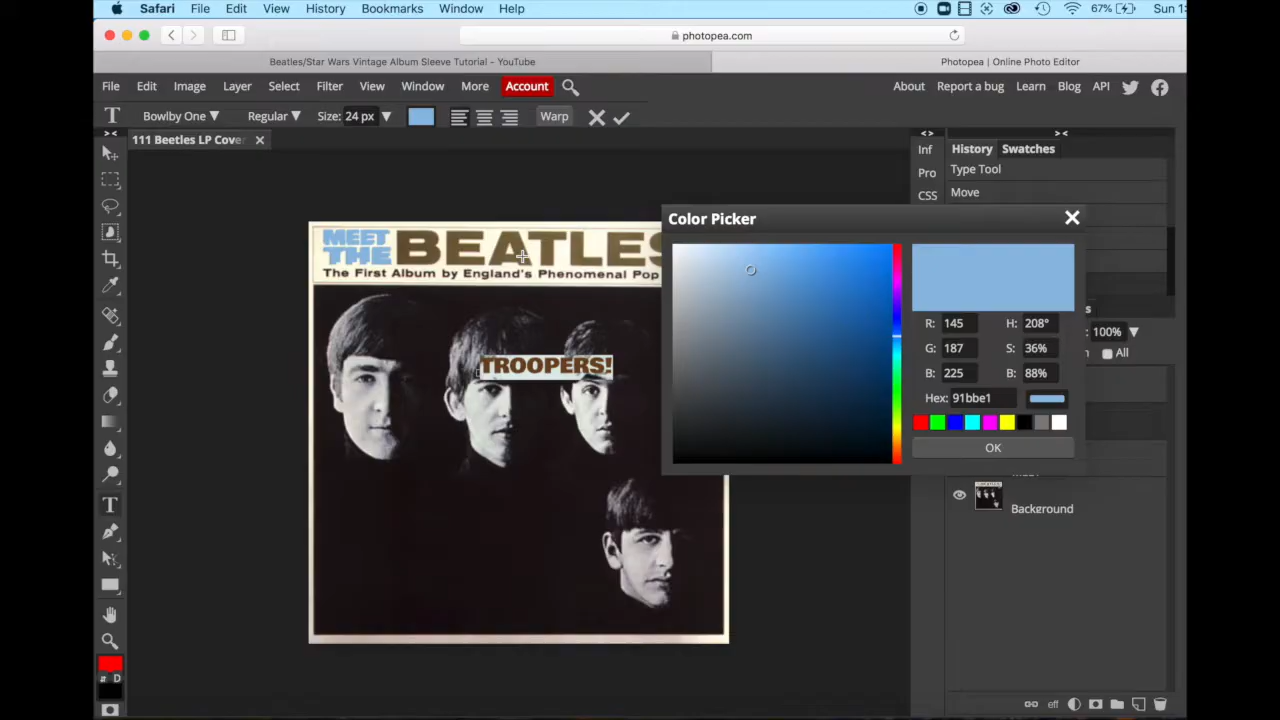 Safari File Edit View History Bookmarks Window Help 67% Sun 1:
photopea.com
Beatles/Star Wars Vintage Album Sleeve Tutorial - YouTube Photopea | Online Photo Editor
File Edit Image Layer Select Filter View Window More Account About Report a bug Learn Blog API
T Bowlby One Regular Size: 24 px Warp
> < 111 Beetles LP Cover < > > <
Inf History Swatches
Type Tool
Pro
Move
CSS
Color Picker
MEET THE BEATLES
The First Album by England's Phenomenal Pop
R: 145 H: 208°
100%
G: 187 S: 36%
All
TROOPERS!
B: 225 B: 88%
Hex: 91bbe1
OK
T
Background
D
eff